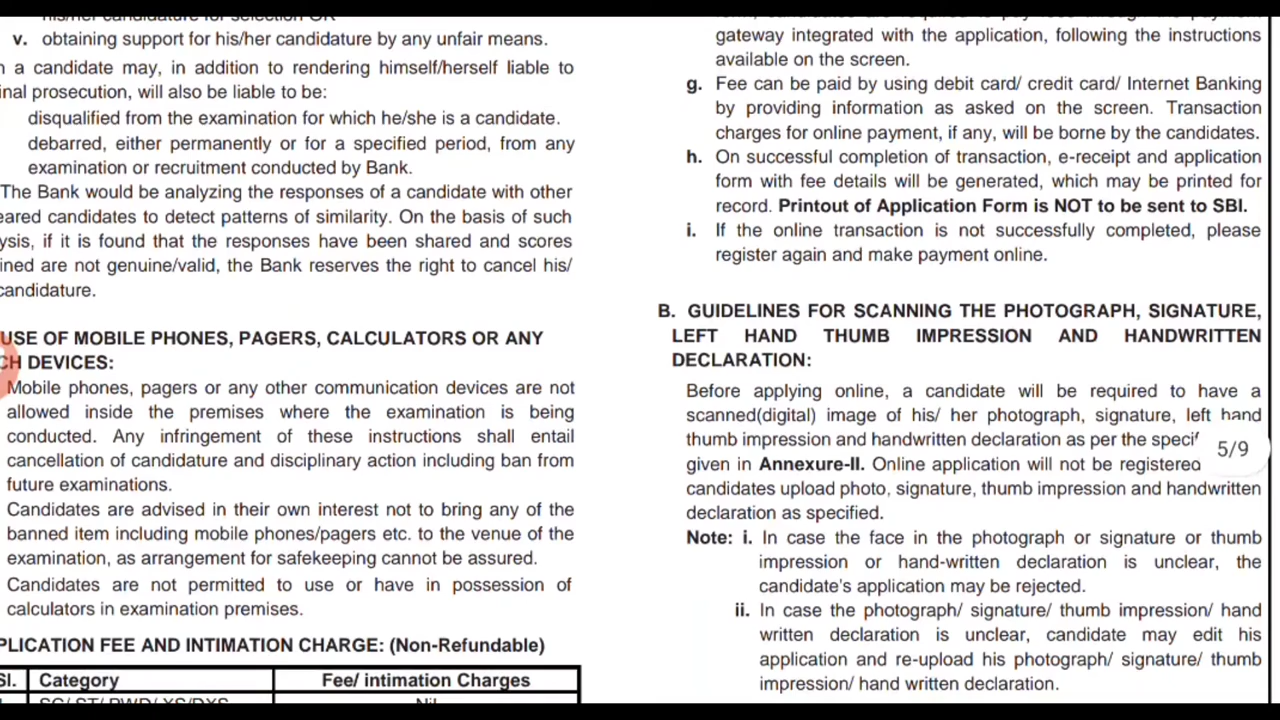 his/her candidature for selection OR
v. obtaining support for his/her candidature by any unfair means.
a candidate may, in addition to rendering himself/herself liable to
prosecution, will also be liable to be:
disqualified from the examination for which he/she is a candidate.
debarred, either permanently or for a specified period, from any
examination or recruitment conducted by Bank.
The Bank would be analyzing the responses of a candidate with other
candidates to detect patterns of similarity. On the basis of such
if it is found that the responses have been shared and scores
are not genuine/valid, the Bank reserves the right to cancel his/
candidature.
USE OF MOBILE PHONES, PAGERS, CALCULATORS OR ANY
DEVICES:
Mobile phones, pagers or any other communication devices are not
allowed inside the premises where the examination is being
conducted. Any infringement of these instructions shall entail
cancellation of candidature and disciplinary action including ban from
future examinations.
Candidates are advised in their own interest not to bring any of the
banned item including mobile phones/pagers etc. to the venue of the
examination, as arrangement for safekeeping cannot be assured.
Candidates are not permitted to use or have in possession of
calculators in examination premises.
PLICATION FEE AND INTIMATION CHARGE: (Non-Refundable)
Sl. Category Fee/ intimation Charges
SC/ ST/ PWD/ XS/DXS Nil
gateway integrated with the application, following the instructions
available on the screen.
g. Fee can be paid by using debit card/ credit card/ Internet Banking
by providing information as asked on the screen. Transaction
charges for online payment, if any, will be borne by the candidates.
h. On successful completion of transaction, e-receipt and application
form with fee details will be generated, which may be printed for
record. Printout of Application Form is NOT to be sent to SBI.
i. If the online transaction is not successfully completed, please
register again and make payment online.
B. GUIDELINES FOR SCANNING THE PHOTOGRAPH, SIGNATURE,
LEFT HAND THUMB IMPRESSION AND HANDWRITTEN
DECLARATION:
Before applying online, a candidate will be required to have a
scanned(digital) image of his/ her photograph, signature, left hand
thumb impression and handwritten declaration as per the specif
given in Annexure-II. Online application will not be registered
5/9
candidates upload photo, signature, thumb impression and handwritten
declaration as specified.
Note: i. In case the face in the photograph or signature or thumb
impression or hand-written declaration is unclear, the
candidate's application may be rejected.
ii. In case the photograph/ signature/ thumb impression/ hand
written declaration is unclear, candidate may edit his
application and re-upload his photograph/ signature/ thumb
impression/ hand written declaration.